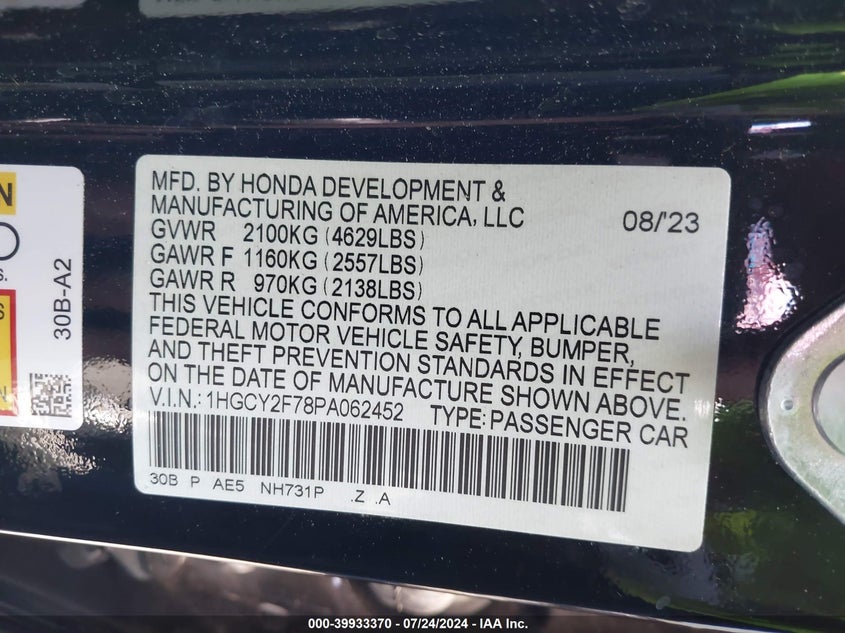 MFD. BY HONDA DEVELOPMENT &
MANUFACTURING OF AMERICA, LLC 08/'23
GVWR 2100KG (4629LBS)
GAWR F 1160KG (2557LBS)
GAWR R 970KG (2138LBS)
THIS VEHICLE CONFORMS TO ALL APPLICABLE
FEDERAL MOTOR VEHICLE SAFETY, BUMPER,
AND THEFT PREVENTION STANDARDS IN EFFECT
ON THE DATE OF MANUFACTURE SHOWN ABOVE.
V.I.N.: 1HGCY2F78PA062452 TYPE: PASSENGER CAR
30B P AE5 NH731P .Z .A
30B-A2
000-39933370 - 07/24/2024 - IAA Inc.